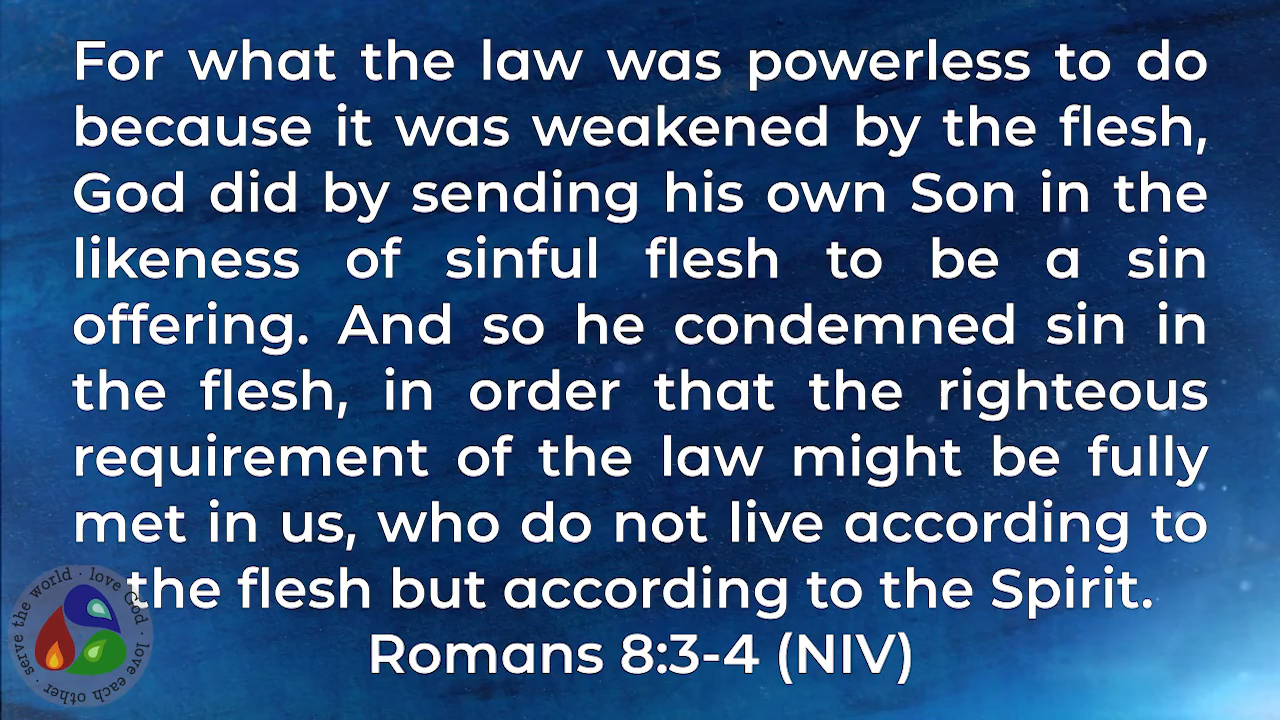 For what the law was powerless to do
because it was weakened by the flesh,
God did by sending his own Son in the
likeness of sinful flesh to be a sin
offering. And so he condemned sin in
the flesh, in order that the righteous
requirement of the law might be fully
met in us, who do not live according to
the flesh but according to the Spirit.
Romans 8:3-4 (NIV)
love God · love each other · serve the world ·